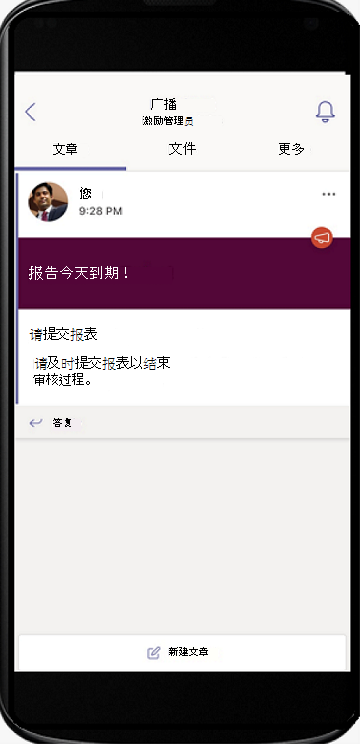 广播
激励管理员
文章
文件
更多
您
9:28 PM
报告今天到期！
请提交报表
请及时提交报表以结束
审核过程。
答复
新建文章